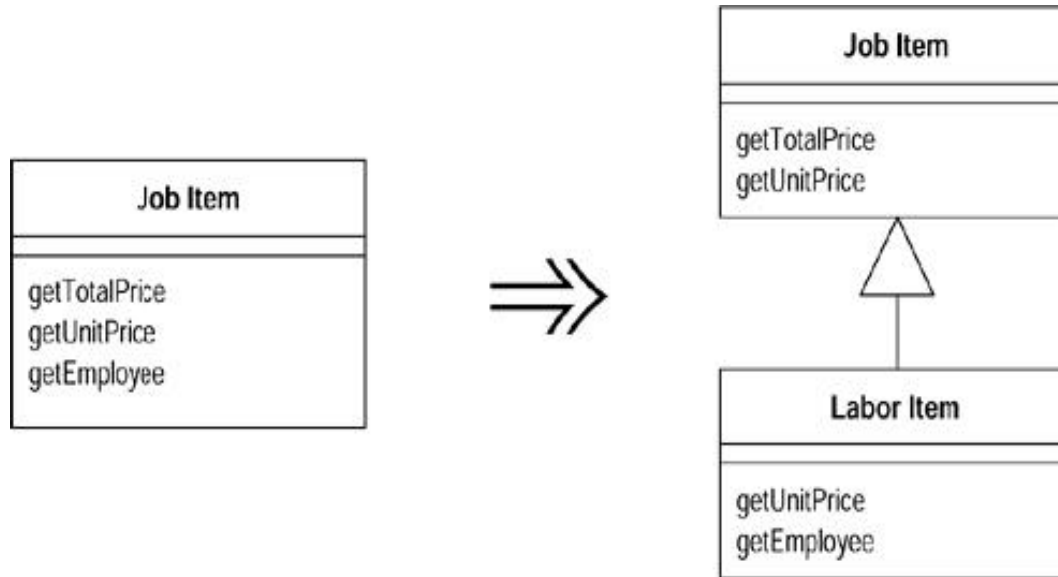 Job Item
getTotalPrice
getUnitPrice
getEmployee
Job Item
getTotalPrice
getUnitPrice
Labor Item
getUnitPrice
getEmployee